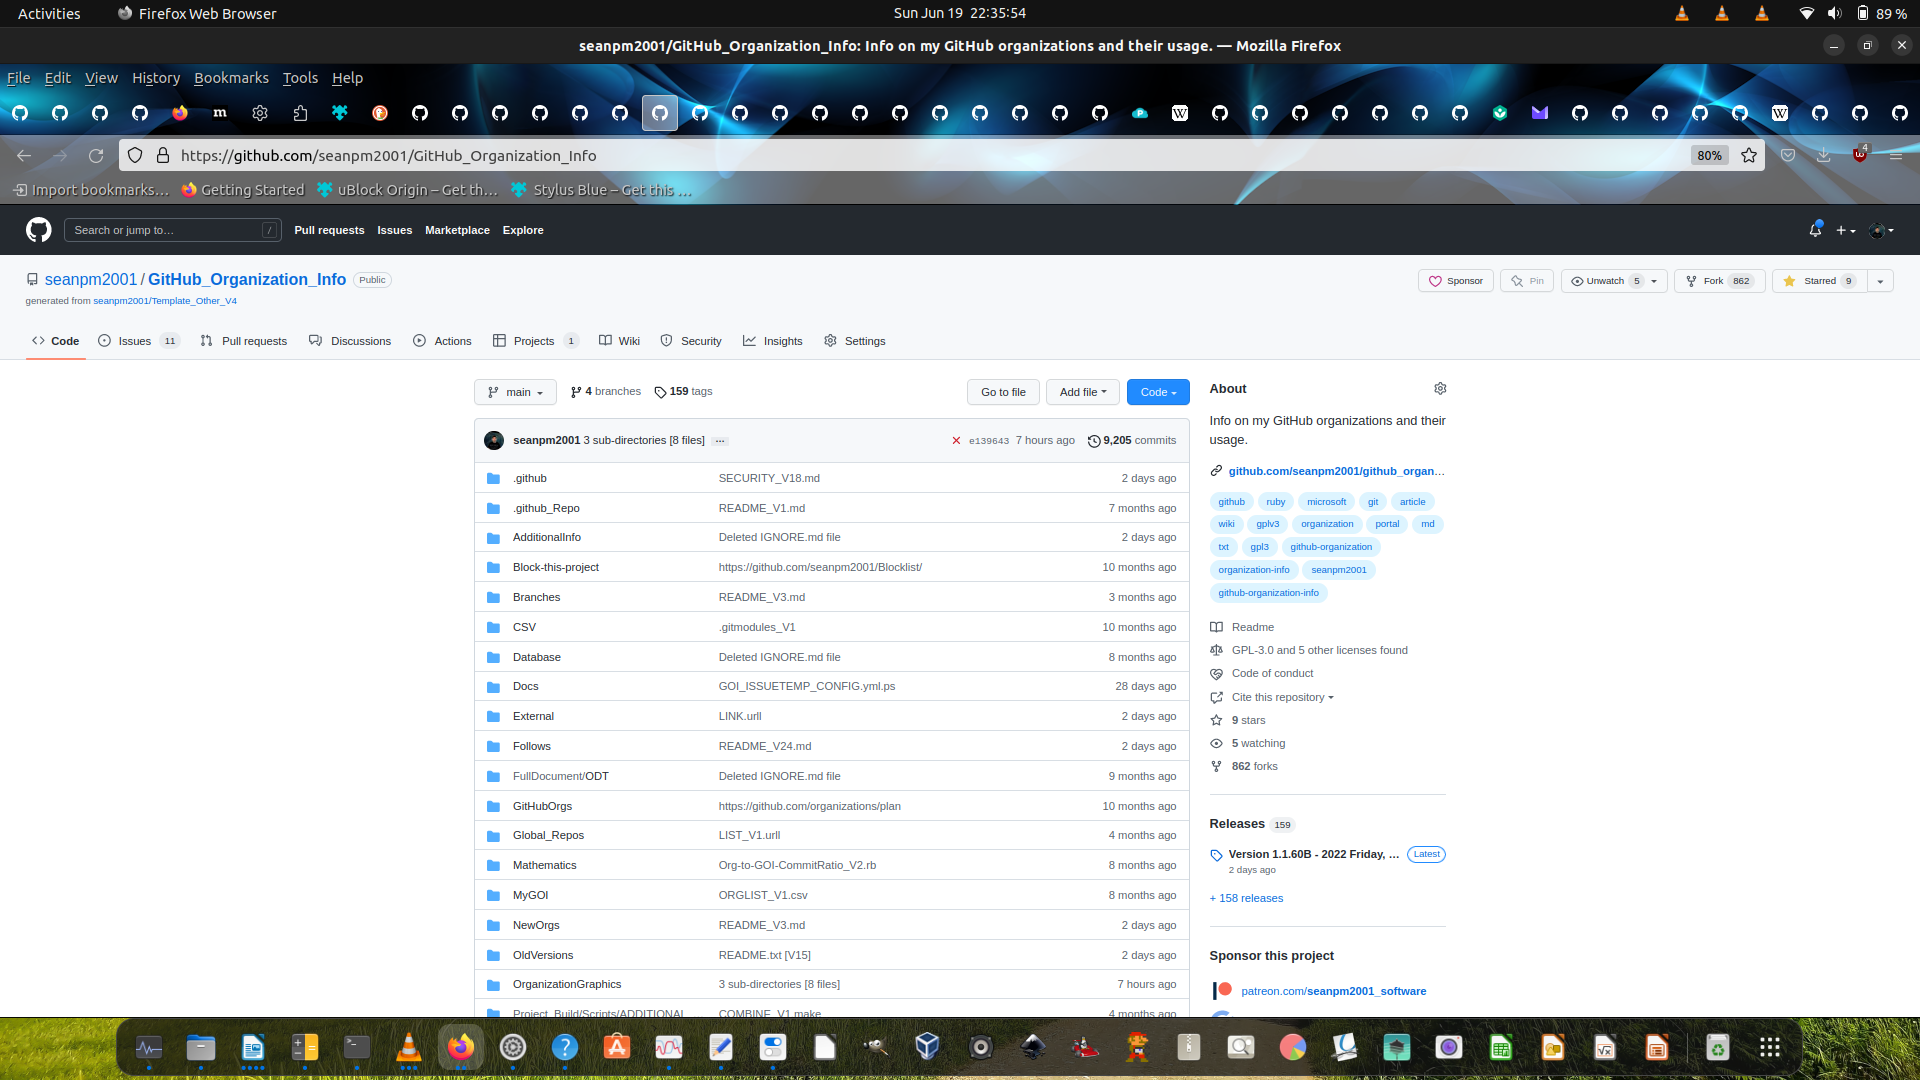 Activities Firefox Web Browser Sun Jun 19 22:35:54 89 %
seanpm2001/GitHub_Organization_Info: Info on my GitHub organizations and their usage. — Mozilla Firefox
File Edit View History Bookmarks Tools Help
https://github.com/seanpm2001/GitHub_Organization_Info 80% 4
Import bookmarks… Getting Started uBlock Origin – Get th… Stylus Blue – Get this …
Search or jump to… / Pull requests Issues Marketplace Explore
seanpm2001 / GitHub_Organization_Info Public Sponsor Pin Unwatch 5 Fork 862 Starred 9
generated from seanpm2001/Template_Other_V4
Code Issues 11 Pull requests Discussions Actions Projects 1 Wiki Security Insights Settings
main 4 branches 159 tags Go to file Add file Code
seanpm2001 3 sub-directories [8 files] ... e139643 7 hours ago 9,205 commits
.github SECURITY_V18.md 2 days ago
.github_Repo README_V1.md 7 months ago
AdditionalInfo Deleted IGNORE.md file 2 days ago
Block-this-project https://github.com/seanpm2001/Blocklist/ 10 months ago
Branches README_V3.md 3 months ago
CSV .gitmodules_V1 10 months ago
Database Deleted IGNORE.md file 8 months ago
Docs GOI_ISSUETEMP_CONFIG.yml.ps 28 days ago
External LINK.urll 2 days ago
Follows README_V24.md 2 days ago
FullDocument/ODT Deleted IGNORE.md file 9 months ago
GitHubOrgs https://github.com/organizations/plan 10 months ago
Global_Repos LIST_V1.urll 4 months ago
Mathematics Org-to-GOI-CommitRatio_V2.rb 8 months ago
MyGOI ORGLIST_V1.csv 8 months ago
NewOrgs README_V3.md 2 days ago
OldVersions README.txt [V15] 2 days ago
OrganizationGraphics 3 sub-directories [8 files] 7 hours ago
Project_Build/Scripts/ADDITIONAL COMBINE_V1.make 4 months ago
About
Info on my GitHub organizations and their
usage.
github.com/seanpm2001/github_organ…
github ruby microsoft git article
wiki gplv3 organization portal md
txt gpl3 github-organization
organization-info seanpm2001
github-organization-info
Readme
GPL-3.0 and 5 other licenses found
Code of conduct
Cite this repository
9 stars
5 watching
862 forks
Releases 159
Version 1.1.60B - 2022 Friday, … Latest
2 days ago
+ 158 releases
Sponsor this project
patreon.com/seanpm2001_software